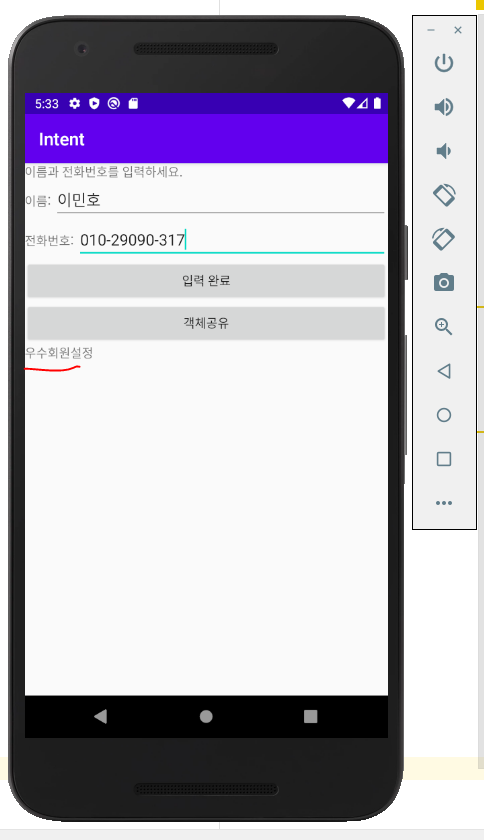 5:33
Intent
이름과 전화번호를 입력하세요.
이름: 이민호
전화번호: 010-29090-317
입력 완료
객체공유
우수회원설정